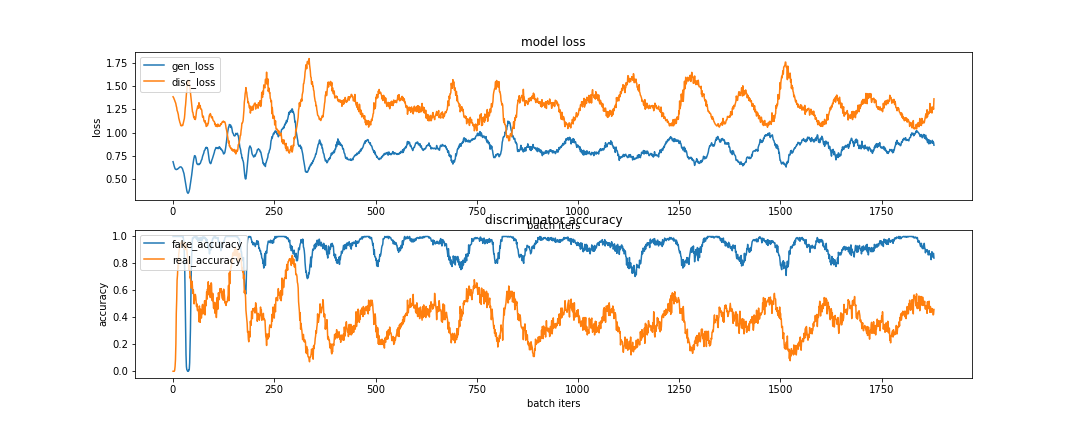 model loss
gen_loss
disc_loss
loss
1.75
1.50
1.25
1.00
0.75
0.50
0
250
500
750
1000
1250
1500
1750
batch iters
discriminator accuracy
fake_accuracy
real_accuracy
accuracy
1.0
0.8
0.6
0.4
0.2
0.0
0
250
500
750
1000
1250
1500
1750
batch iters